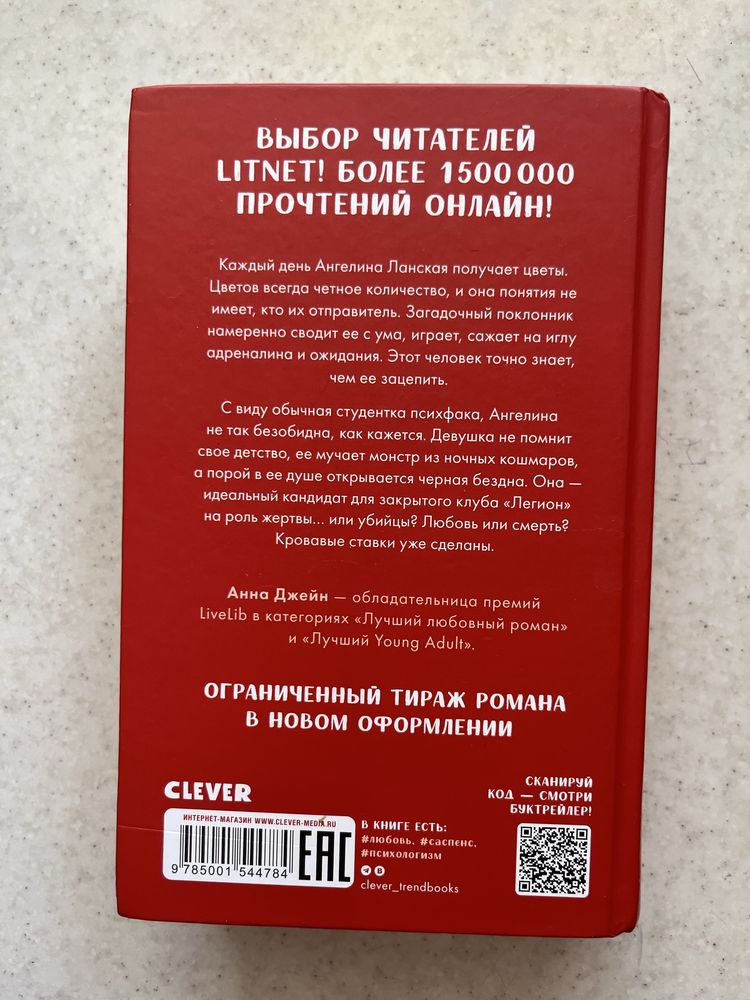 ВЫБОР ЧИТАТЕЛЕЙ
LITNET! БОЛЕЕ 1500 000
ПРОЧТЕНИЙ ОНЛАЙН!
Каждый день Ангелина Ланская получает цветы.
Цветов всегда четное количество, и она понятия не
имеет, кто их отправитель. Загадочный поклонник
намеренно сводит ее с ума, играет, сажает на иглу
адреналина и ожидания. Этот человек точно знает,
чем ее зацепить.
С виду обычная студентка психфака, Ангелина
не так безобидна, как кажется. Девушка не помнит
свое детство, ее мучает монстр из ночных кошмаров,
а порой в ее душе открывается черная бездна. Она —
идеальный кандидат для закрытого клуба «Легион»
на роль жертвы... или убийцы? Любовь или смерть?
Кровавые ставки уже сделаны.
Анна Джейн — обладательница премий
LiveLib в категориях «Лучший любовный роман»
и «Лучший Young Adult».
ОГРАНИЧЕННЫЙ ТИРАЖ РОМАНА
В НОВОМ ОФОРМЛЕНИИ
CLEVER
ИНТЕРНЕТ-МАГАЗИН WWW.CLEVER-MEDIA.RU
9 785001 544784
EAC
В КНИГЕ ЕСТЬ:
#любовь. #саспенс.
#психологизм
clever_trendbooks
СКАНИРУЙ
КОД — СМОТРИ
БУКТРЕЙЛЕР!